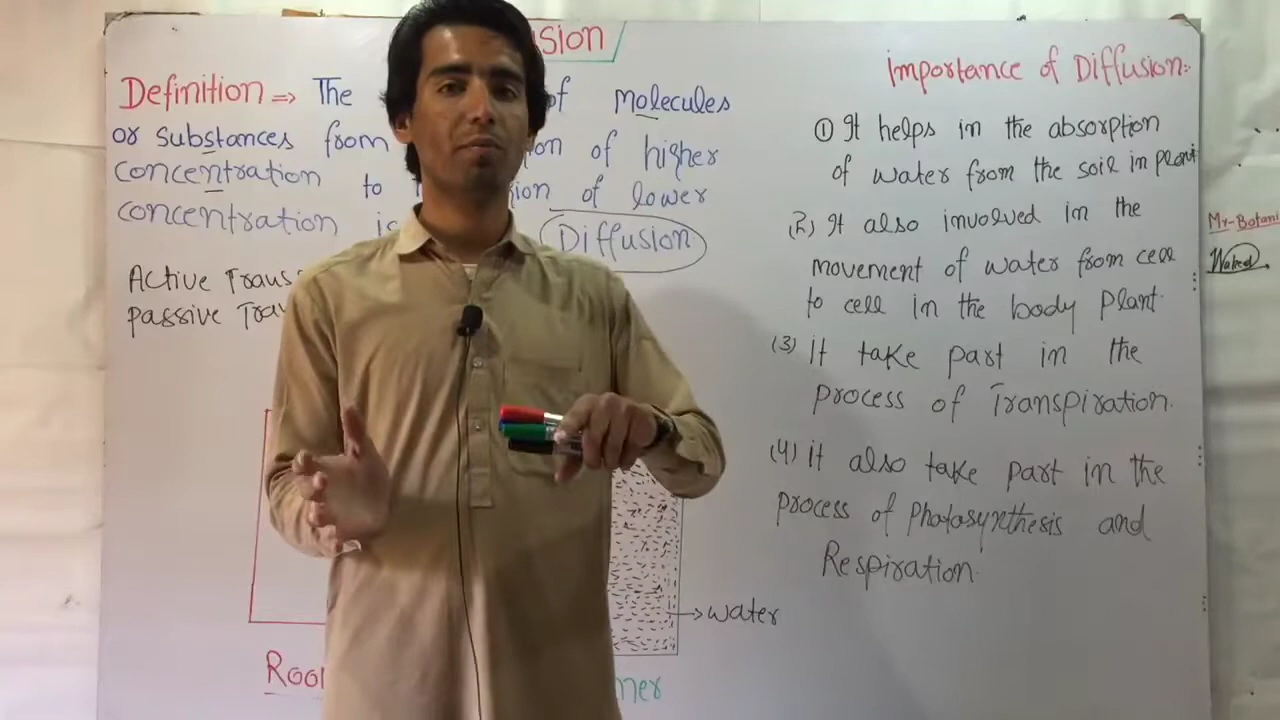 sion
Definition => The of Molecules
or substances from ion of higher
concentration to ion of lower
concentration is
Diffusion
Active Trans
passive Tra
Roo
mer
→ water
importance of Diffusion:
① It helps in the absorption
of water from the soil in plant
(2) It also involved in the
movement of water from cell
to cell in the body plant.
(3) It take part in the
process of Transpiration.
(4) it also take part in the
process of photosynthesis and
Respiration.
Mr-Botani
Waheed